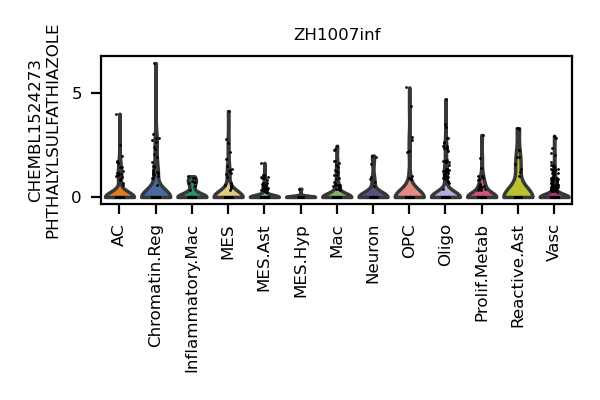 ZH1007inf
CHEMBL1524273
PHTHALYLSULFATHIAZOLE
5
0
AC
Chromatin.Reg
Inflammatory.Mac
MES
MES.Ast
MES.Hyp
Mac
Neuron
OPC
Oligo
Prolif.Metab
Reactive.Ast
Vasc